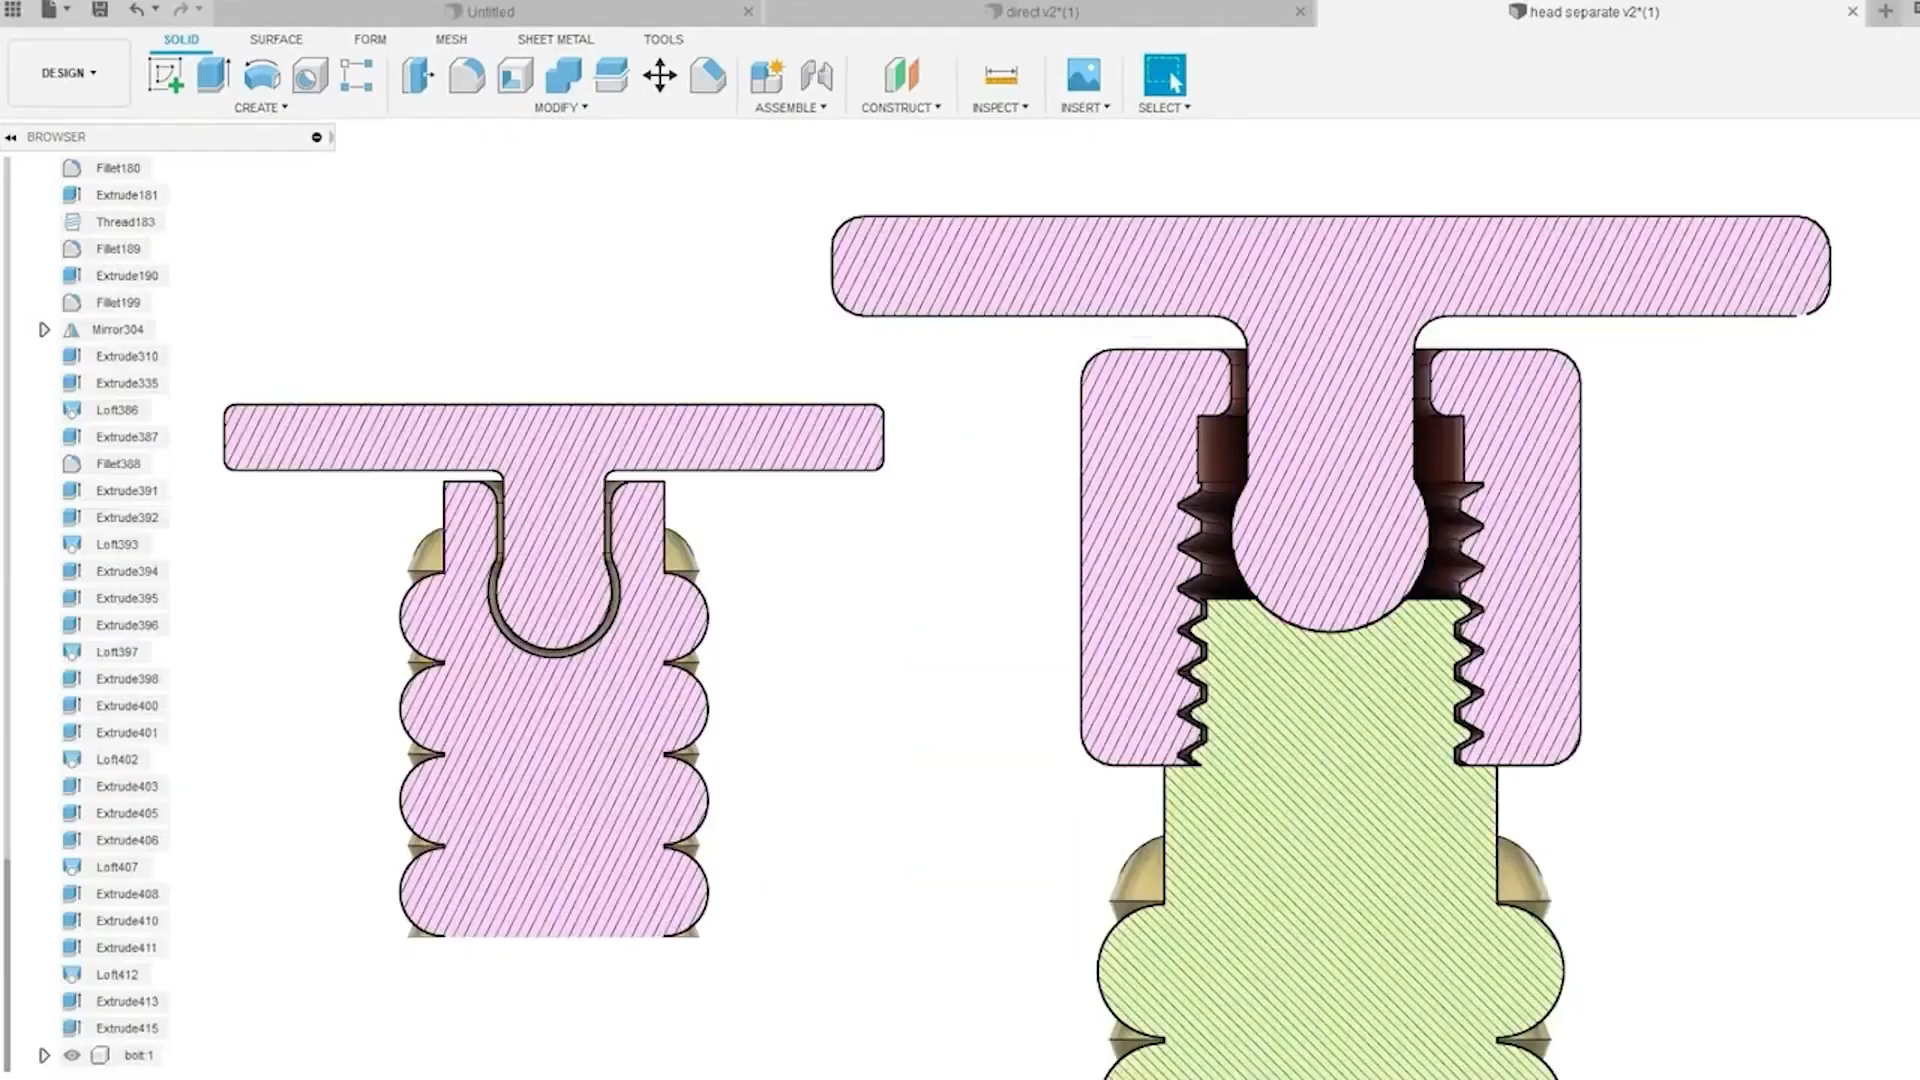 Untitled
direct v2*(1)
head separate v2*(1)
SOLID
SURFACE
FORM
MESH
SHEET METAL
TOOLS
DESIGN
CREATE
MODIFY
ASSEMBLE
CONSTRUCT
INSPECT
INSERT
SELECT
BROWSER
Fillet180
Extrude181
Thread183
Fillet189
Extrude190
Fillet199
Mirror304
Extrude310
Extrude335
Loft386
Extrude387
Fillet388
Extrude391
Extrude392
Loft393
Extrude394
Extrude395
Extrude396
Loft397
Extrude398
Extrude400
Extrude401
Loft402
Extrude403
Extrude405
Extrude406
Loft407
Extrude408
Extrude410
Extrude411
Loft412
Extrude413
Extrude415
bolt:1